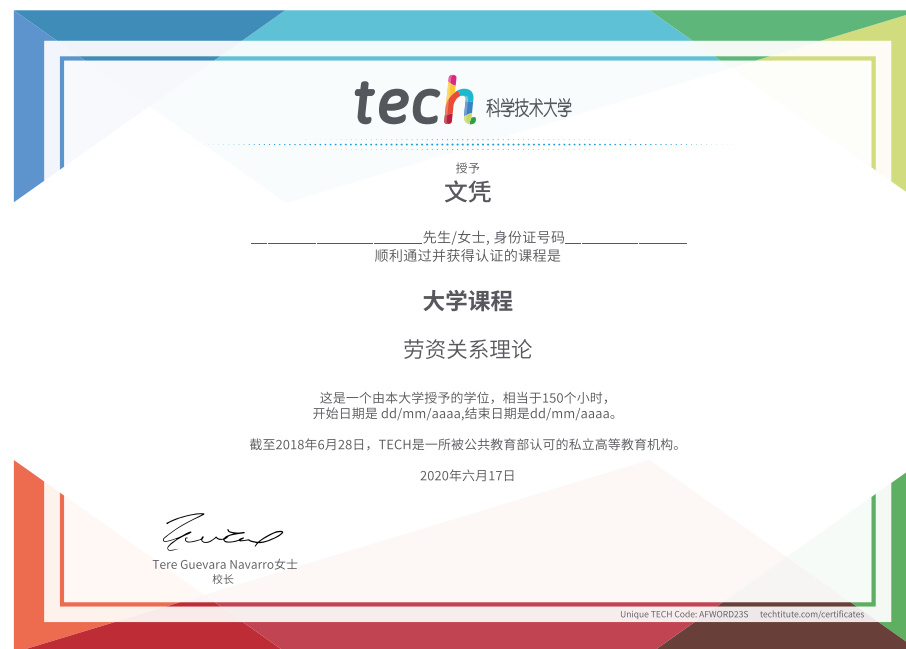 tech 科学技术大学
授予
文凭
______________________先生/女士, 身份证号码________________
顺利通过并获得认证的课程是
大学课程
劳资关系理论
这是一个由本大学授予的学位，相当于150个小时，
开始日期是 dd/mm/aaaa,结束日期是dd/mm/aaaa。
截至2018年6月28日，TECH是一所被公共教育部认可的私立高等教育机构。
2020年六月17日
Tere Guevara Navarro女士
校长
Unique TECH Code: AFWORD23S techtitute.com/certificates